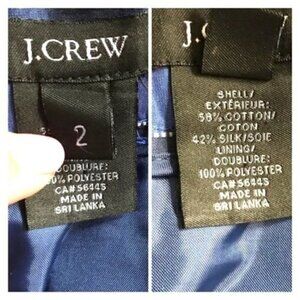 J.CREW
2
DOUBLURE:
100% POLYESTER
CA# 56445
MADE IN
SRI LANKA
SHELL/
EXTÉRIEUR:
58% COTTON/
COTON
42% SILK/SOIE
LINING/
DOUBLURE:
100% POLYESTER
CA# 56445
MADE IN
SRI LANKA